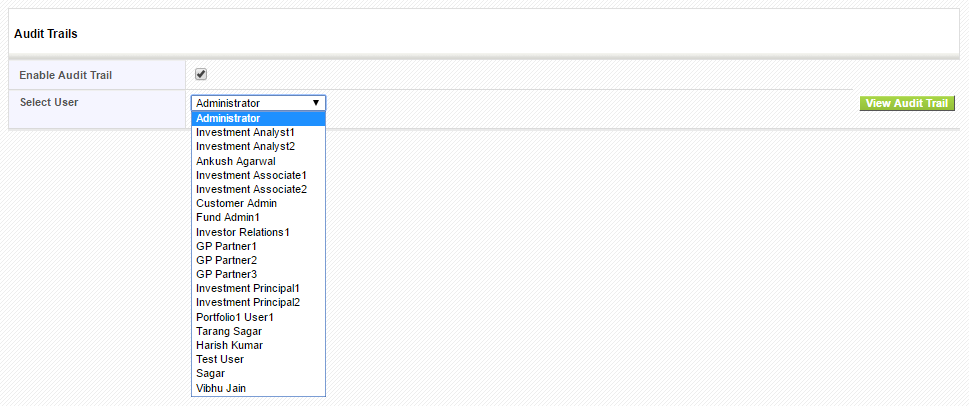 Audit Trails
Enable Audit Trail
Select User
Administrator
View Audit Trail
Administrator
Investment Analyst1
Investment Analyst2
Ankush Agarwal
Investment Associate1
Investment Associate2
Customer Admin
Fund Admin1
Investor Relations1
GP Partner1
GP Partner2
GP Partner3
Investment Principal1
Investment Principal2
Portfolio1 User1
Tarang Sagar
Harish Kumar
Test User
Sagar
Vibhu Jain